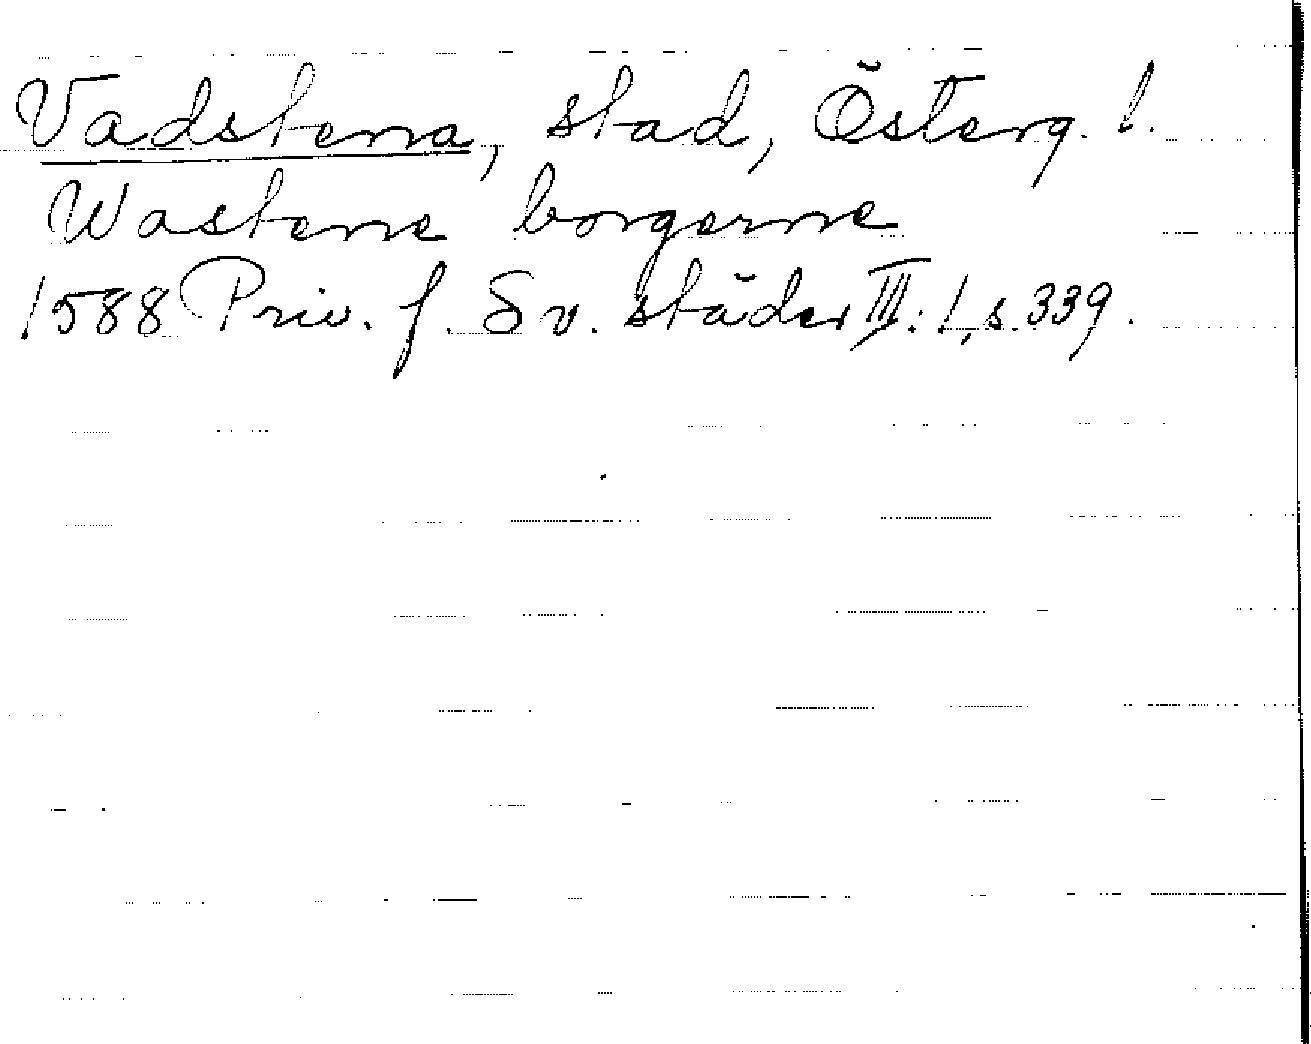 Vadstena, stad, Österg. l.
Wastene borgerne
1588 Priv. f. Sv. städer III: 1, s. 339.